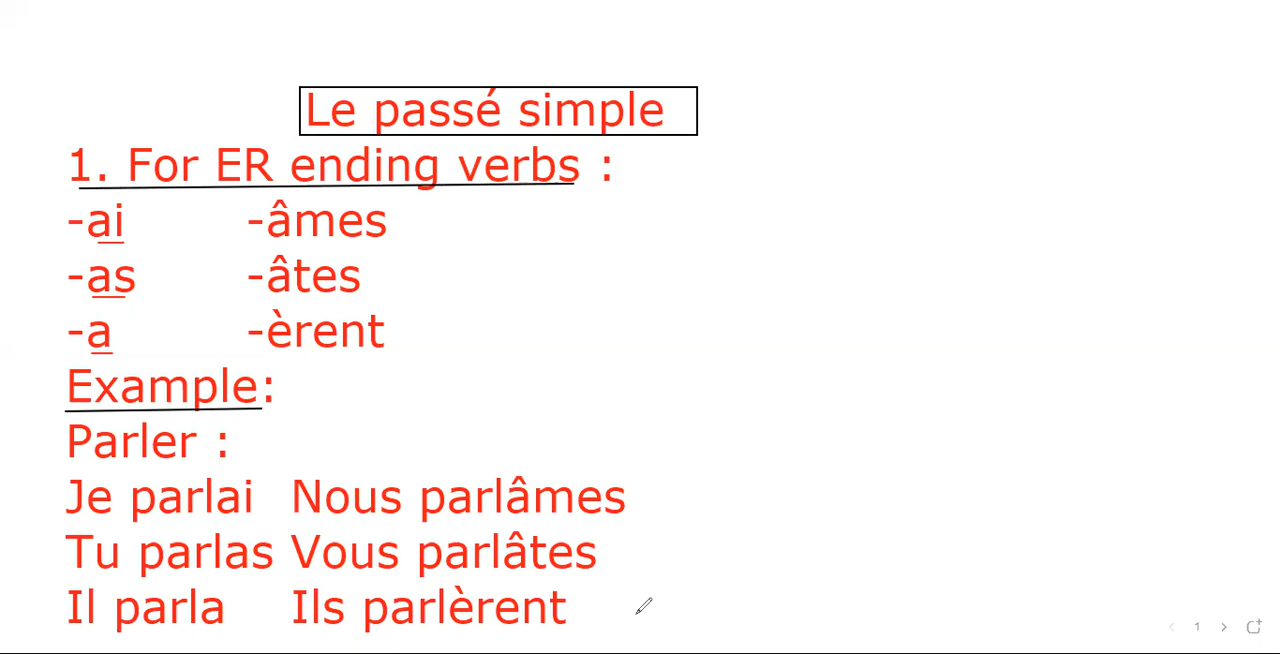 Le passé simple
1. For ER ending verbs :
-ai -âmes
-as -âtes
-a -èrent
Example:
Parler :
Je parlai Nous parlâmes
Tu parlas Vous parlâtes
Il parla Ils parlèrent
1